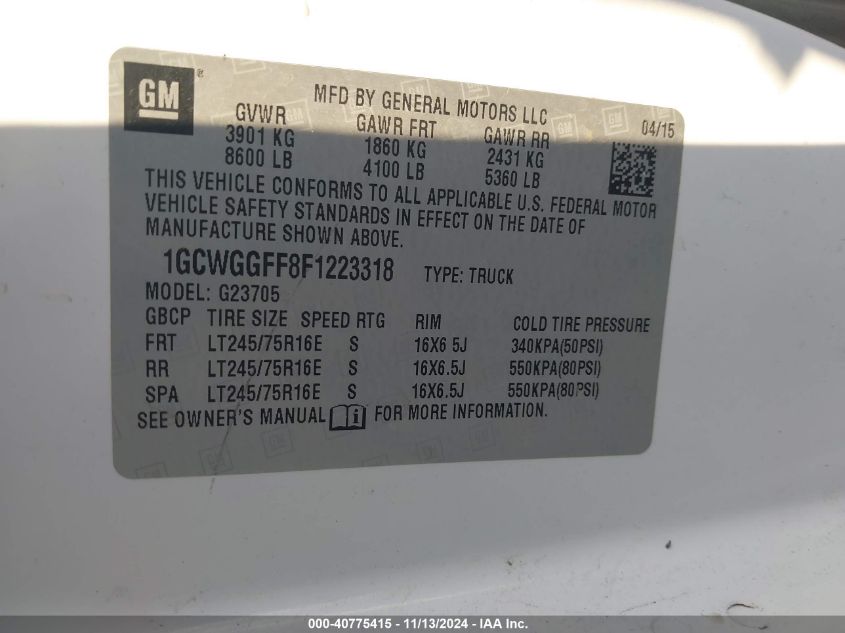 GM ®
MFD BY GENERAL MOTORS LLC
04/15
GVWR GAWR FRT GAWR RR
3901 KG 1860 KG 2431 KG
8600 LB 4100 LB 5360 LB
THIS VEHICLE CONFORMS TO ALL APPLICABLE U.S. FEDERAL MOTOR
VEHICLE SAFETY STANDARDS IN EFFECT ON THE DATE OF
MANUFACTURE SHOWN ABOVE.
1GCWGGFF8F1223318 TYPE: TRUCK
MODEL: G23705
GBCP TIRE SIZE SPEED RTG RIM COLD TIRE PRESSURE
FRT LT245/75R16E S 16X6 5J 340KPA(50PSI)
RR LT245/75R16E S 16X6.5J 550KPA(80PSI)
SPA LT245/75R16E S 16X6.5J 550KPA(80PSI)
SEE OWNER'S MANUAL i FOR MORE INFORMATION.
000-40775415 - 11/13/2024 - IAA Inc.